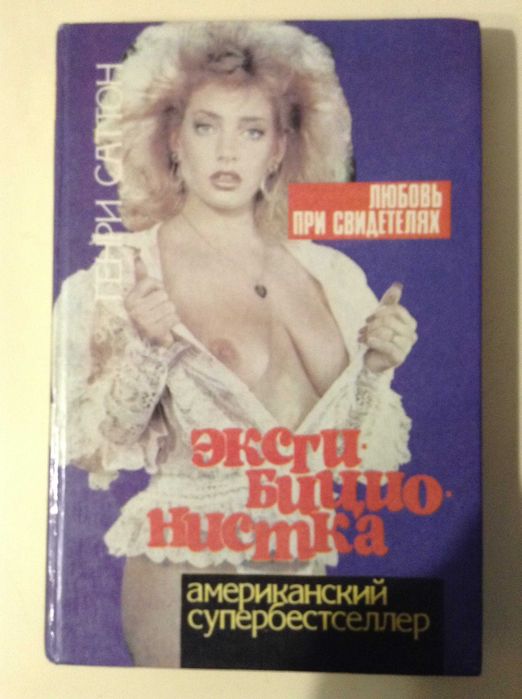 ГЕНРИ САТТОН
ЛЮБОВЬ
ПРИ СВИДЕТЕЛЯХ
эксги-
бицио-
нистка
американский
супербестселлер